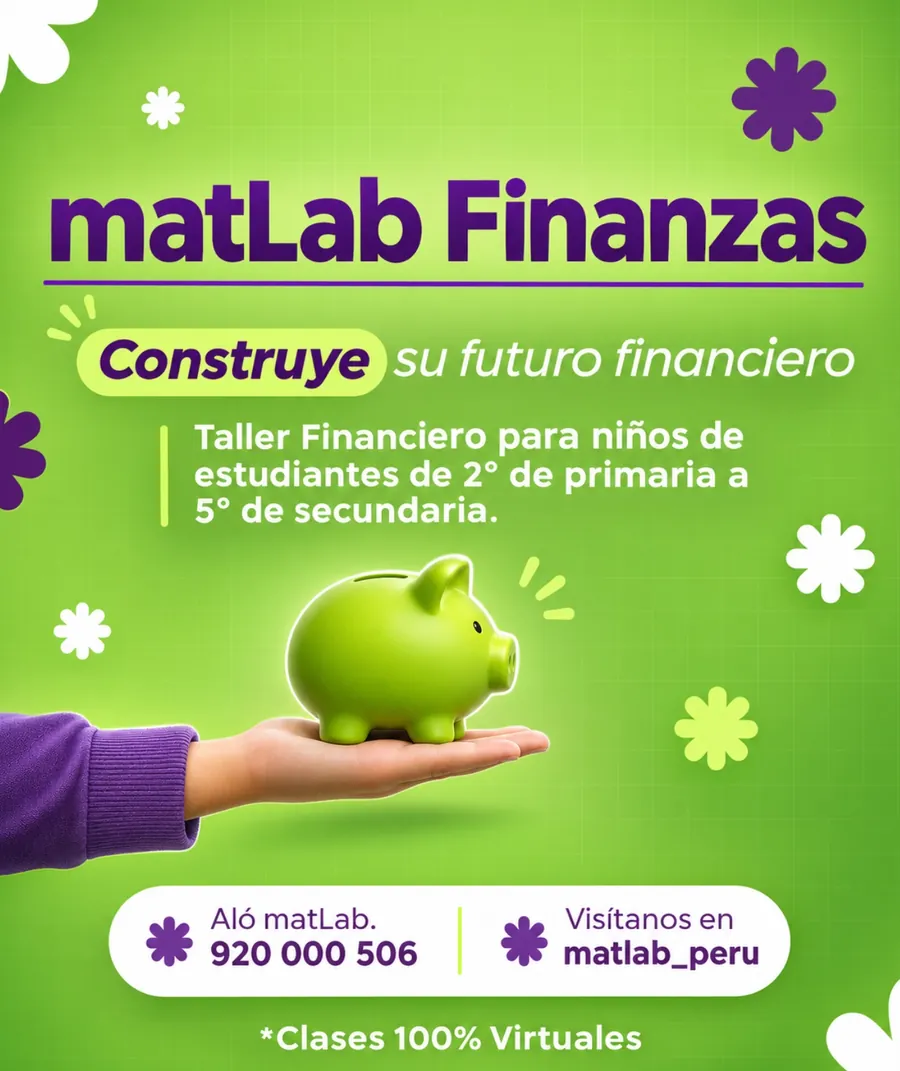 matLab Finanzas
Construye su futuro financiero
Taller Financiero para niños de
estudiantes de 2° de primaria a
5° de secundaria.
Aló matLab.
920 000 506
Visítanos en
matlab_peru
*Clases 100% Virtuales